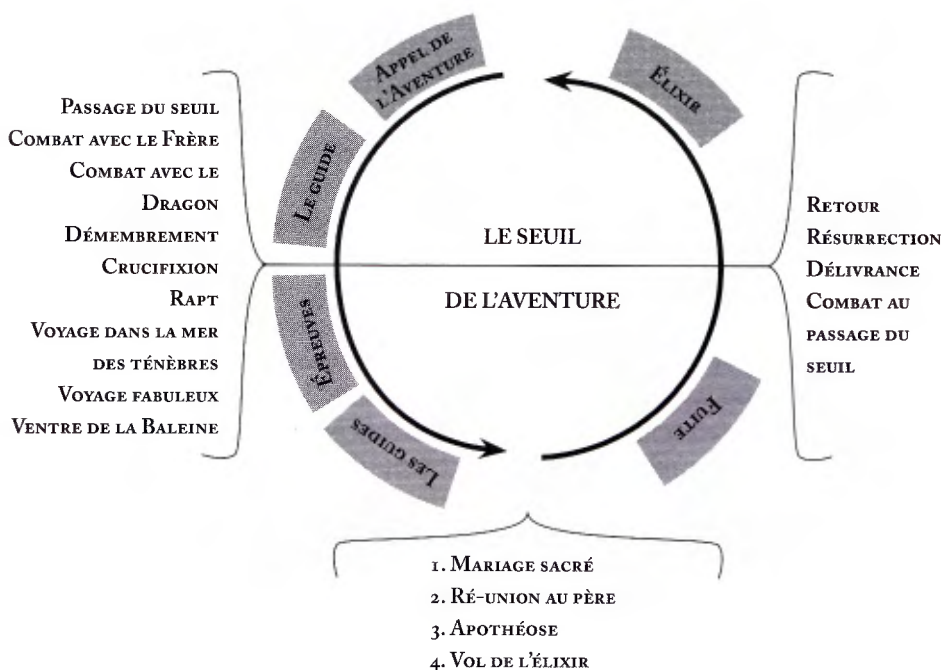 APPEL DE
L'AVENTURE
ÉLIXIR
LE GUIDE
PASSAGE DU SEUIL
COMBAT AVEC LE FRÈRE
COMBAT AVEC LE
DRAGON
DÉMEMBREMENT
CRUCIFIXION
RAPT
VOYAGE DANS LA MER
DES TÉNÈBRES
VOYAGE FABULEUX
VENTRE DE LA BALEINE
LE SEUIL
DE L'AVENTURE
RETOUR
RÉSURRECTION
DÉLIVRANCE
COMBAT AU
PASSAGE DU
SEUIL
ÉPREUVES
LES GUIDES
FUITE
1. MARIAGE SACRÉ
2. RÉ-UNION AU PÈRE
3. APOTHÉOSE
4. VOL DE L'ÉLIXIR